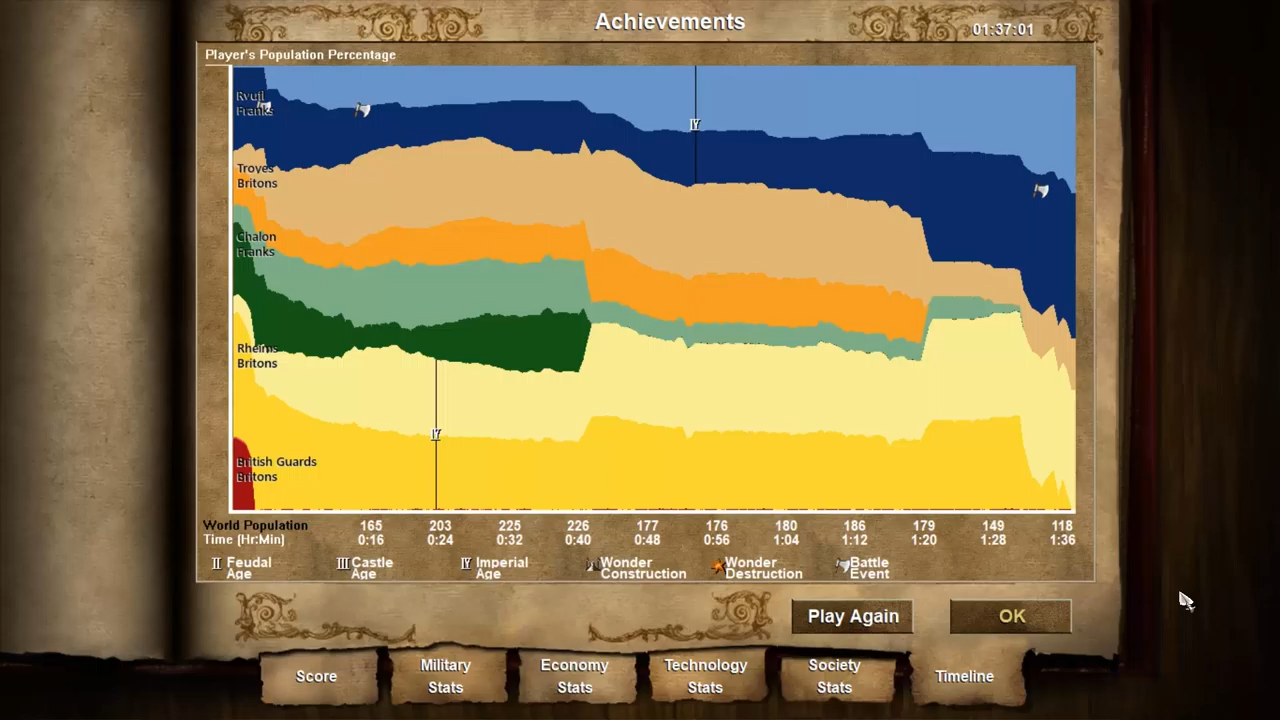 Achievements
01:37:01
Player's Population Percentage
Ryuji
Franks
Troyes
Britons
Chalon
Franks
Rheims
Britons
British Guards
Britons
IV
IV
World Population 165 203 225 226 177 176 180 186 179 149 118
Time (Hr:Min) 0:16 0:24 0:32 0:40 0:48 0:56 1:04 1:12 1:20 1:28 1:36
II Feudal Age
III Castle Age
IV Imperial Age
Wonder Construction
Wonder Destruction
Battle Event
Play Again
OK
Score
Military Stats
Economy Stats
Technology Stats
Society Stats
Timeline